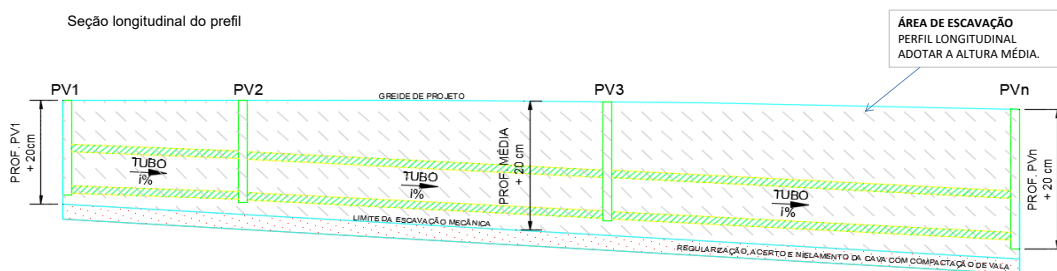 Seção longitudinal do prefil
ÁREA DE ESCAVAÇÃO
PERFIL LONGITUDINAL
ADOTAR A ALTURA MÉDIA.
PV1
PV2
GREIDE DE PROJETO
PV3
PVn
PROF. PV1
+ 20cm
TUBO
i%
TUBO
i%
PROF. MÉDIA
+ 20 cm
TUBO
i%
PROF. PVn
+ 20 cm
LIMITE DA ESCAVAÇÃO MECÂNICA
REGULARIZAÇÃO, ACERTO E NIELAMENTO DA CAVA COM COMPACTAÇÃO DE VALA